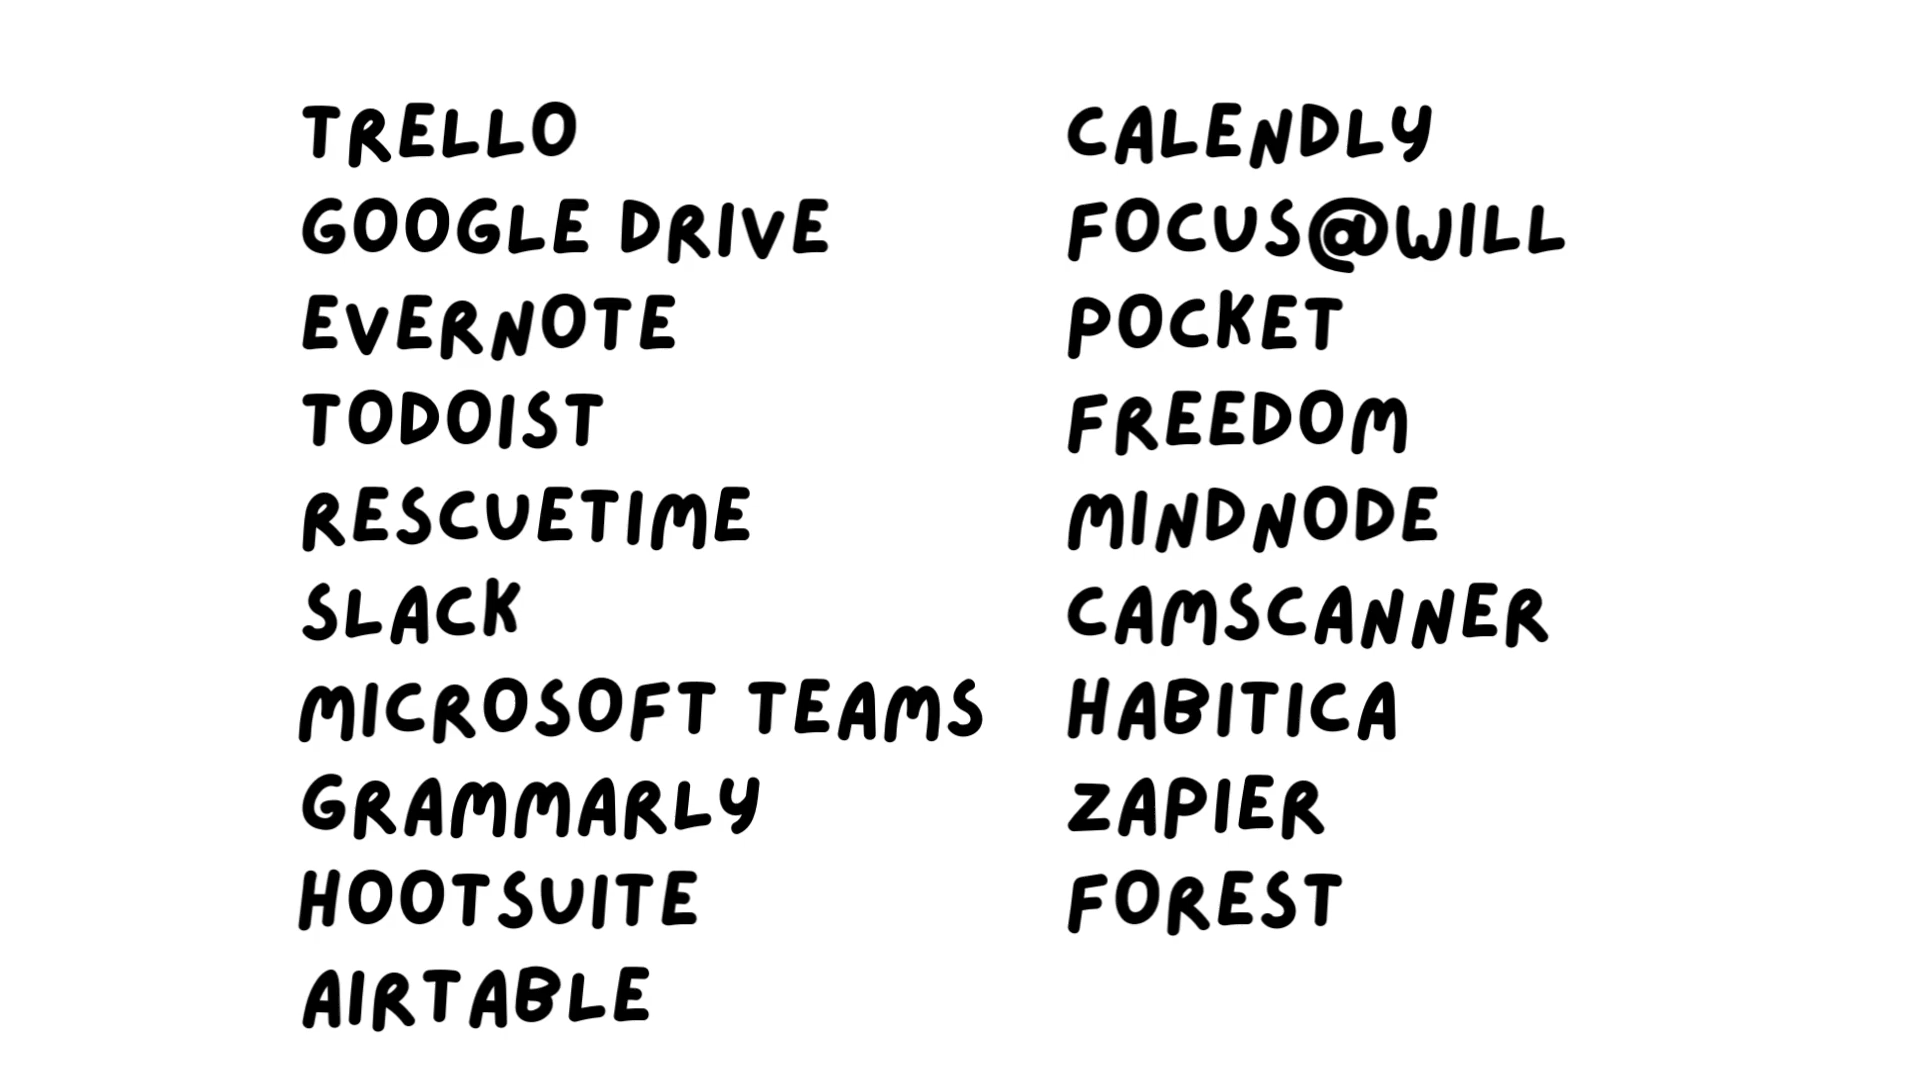 TRELLO
GOOGLE DRIVE
EVERNOTE
TODOIST
RESCUETIME
SLACK
MICROSOFT TEAMS
GRAMMARLY
HOOTSUITE
AIRTABLE
CALENDLY
FOCUS@WILL
POCKET
FREEDOM
MINDNODE
CAMSCANNER
HABITICA
ZAPIER
FOREST